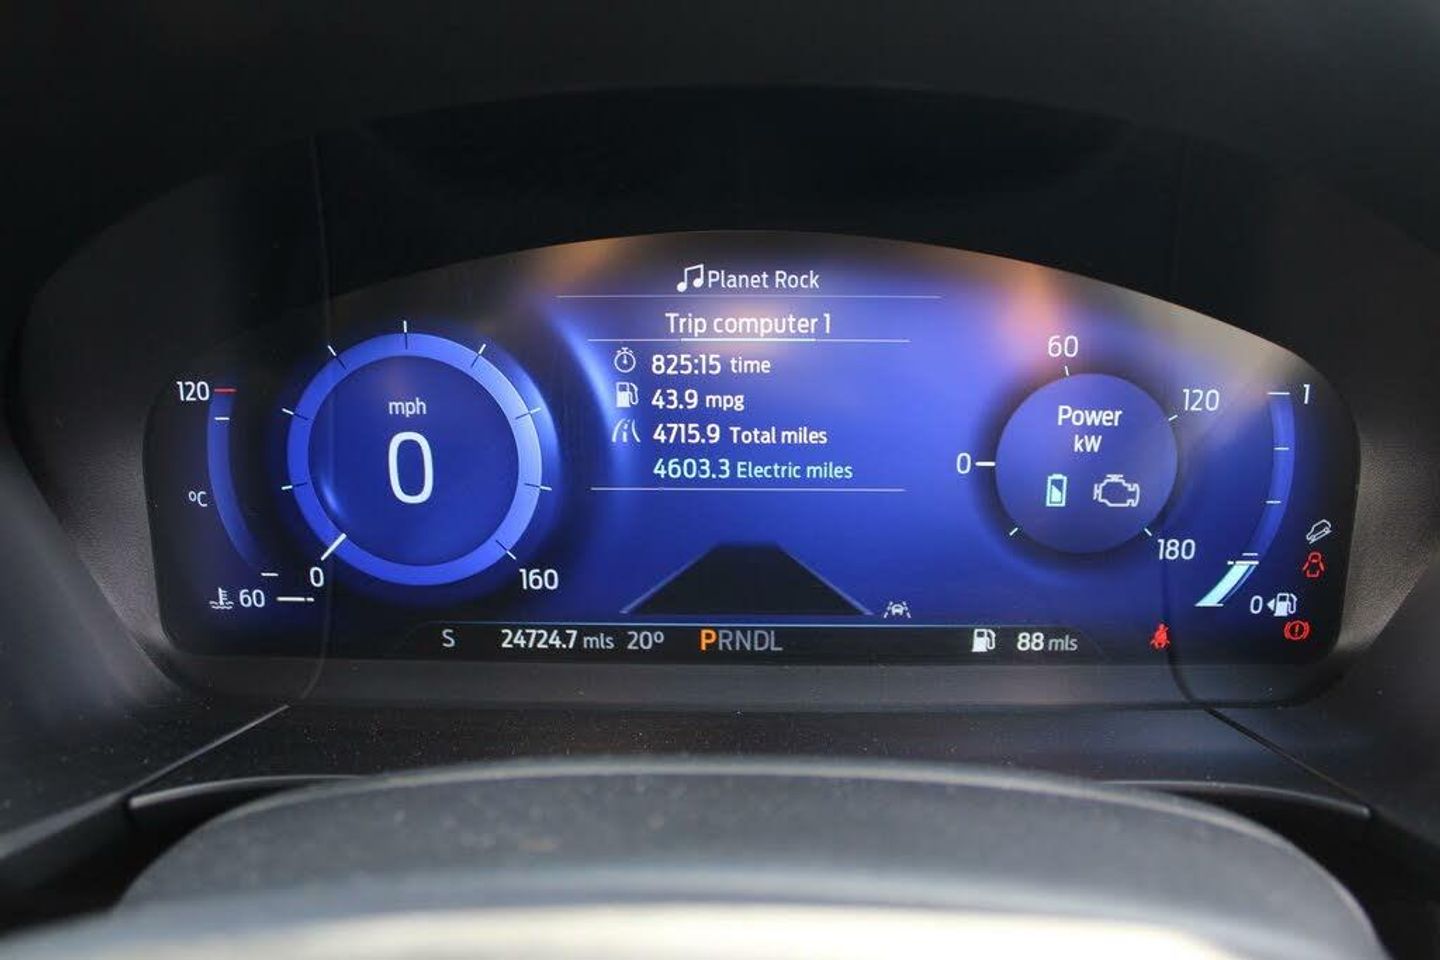 Planet Rock
Trip computer 1
825:15 time
43.9 mpg
4715.9 Total miles
4603.3 Electric miles
120
°C
60
mph
0
0
160
60
0
120
180
Power
kW
1
0
S 24724.7 mls 20° PRNDL 88 mls